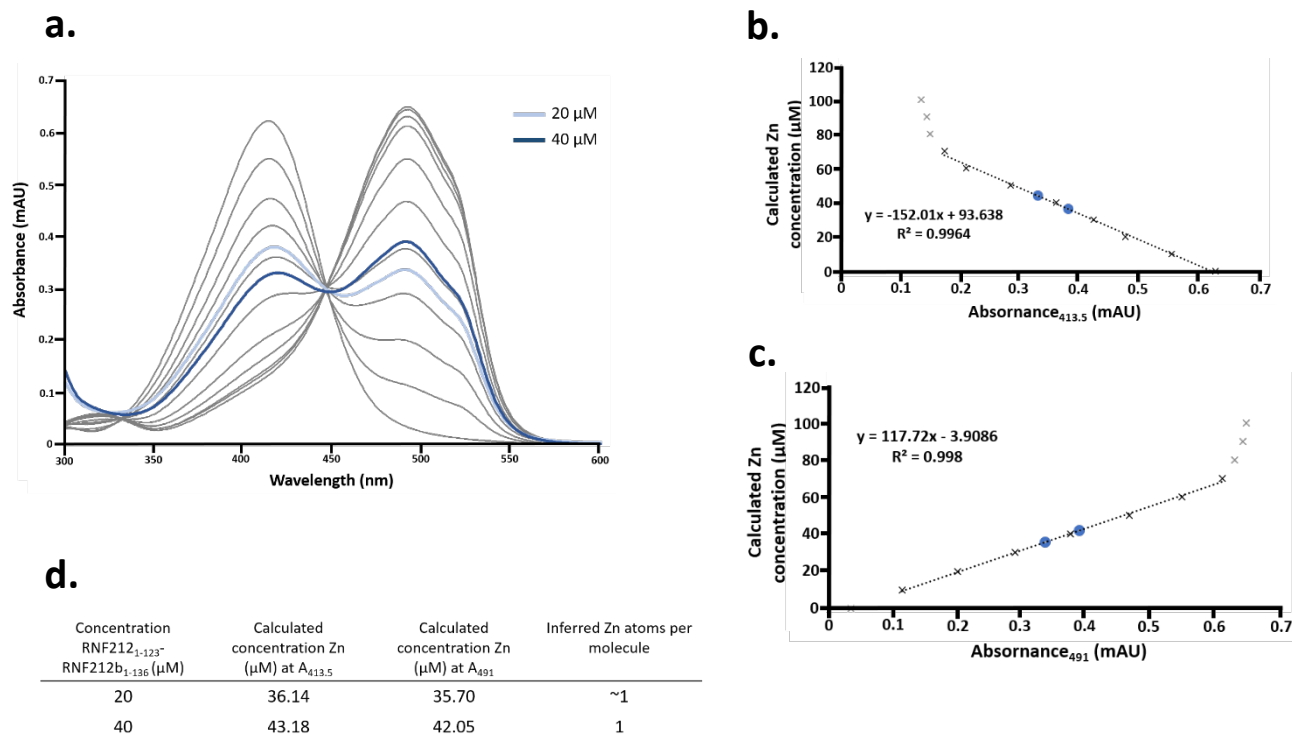 a.
0.7
0.6
0.5
0.4
0.3
0.2
0.1
0
Absorbance (mAU)
300
350
400
450
500
550
600
Wavelength (nm)
20 µM
40 µM
b.
120
100
80
60
40
20
0
Calculated Zn
concentration (µM)
y = -152.01x + 93.638
R² = 0.9964
0
0.1
0.2
0.3
0.4
0.5
0.6
0.7
Absornance413.5 (mAU)
c.
120
100
80
60
40
20
0
Calculated Zn
concentration (µM)
y = 117.72x - 3.9086
R² = 0.998
0
0.1
0.2
0.3
0.4
0.5
0.6
0.7
Absornance491 (mAU)
d.
Concentration
RNF2121-123-
RNF212b1-136 (µM)
Calculated
concentration Zn
(µM) at A413.5
Calculated
concentration Zn
(µM) at A491
Inferred Zn atoms per
molecule
20
36.14
35.70
~1
40
43.18
42.05
1